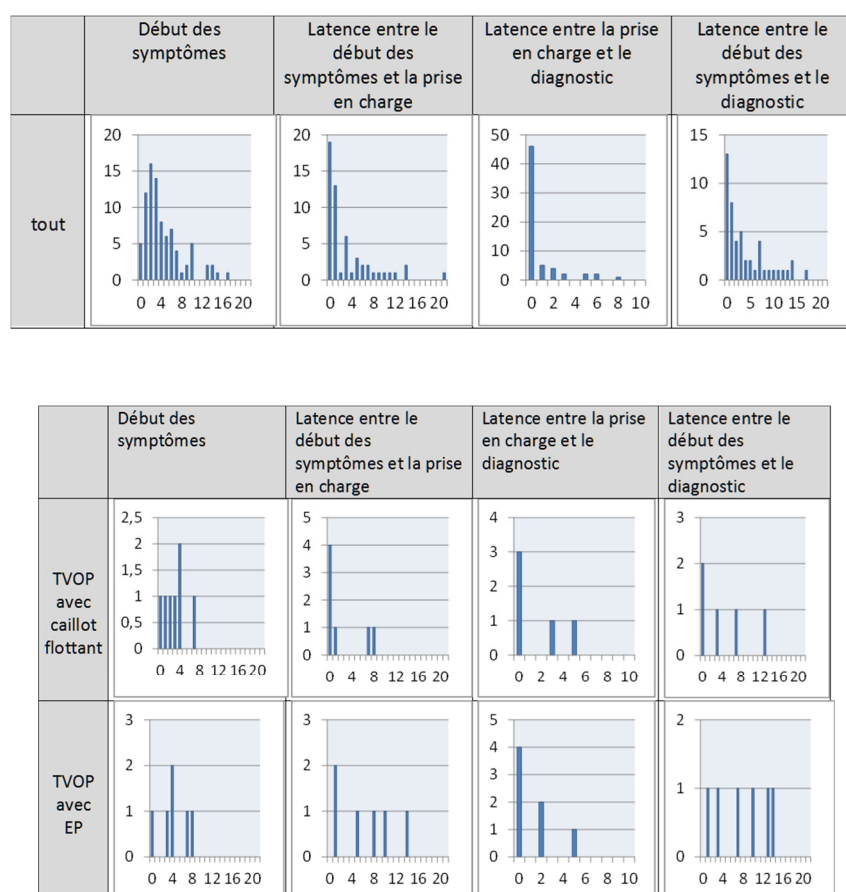 Début des
symptômes
Latence entre le
début des
symptômes et la prise
en charge
Latence entre la prise
en charge et le
diagnostic
Latence entre le
début des
symptômes et le
diagnostic
tout
20
15
10
5
0
0 4 8 12 16 20
20
15
10
5
0
0 4 8 12 16 20
50
40
30
20
10
0
0 2 4 6 8 10
15
10
5
0
0 5 10 15 20
Début des
symptômes
Latence entre le
début des
symptômes et la prise
en charge
Latence entre la prise
en charge et le
diagnostic
Latence entre le
début des
symptômes et le
diagnostic
TVOP
avec
caillot
flottant
2,5
2
1,5
1
0,5
0
0 4 8 12 16 20
5
4
3
2
1
0
0 4 8 12 16 20
4
3
2
1
0
0 2 4 6 8 10
3
2
1
0
0 4 8 12 16 20
TVOP
avec
EP
3
2
1
0
0 4 8 12 16 20
3
2
1
0
0 4 8 12 16 20
5
4
3
2
1
0
0 2 4 6 8 10
2
1
0
0 4 8 12 16 20